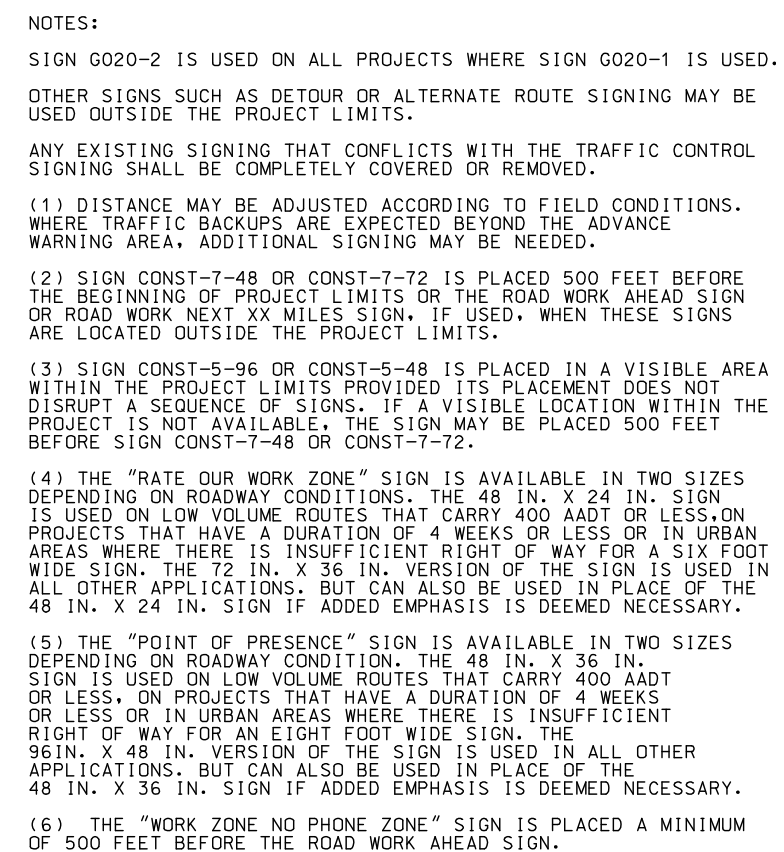 NOTES:
SIGN GO20-2 IS USED ON ALL PROJECTS WHERE SIGN GO20-1 IS USED.
OTHER SIGNS SUCH AS DETOUR OR ALTERNATE ROUTE SIGNING MAY BE
USED OUTSIDE THE PROJECT LIMITS.
ANY EXISTING SIGNING THAT CONFLICTS WITH THE TRAFFIC CONTROL
SIGNING SHALL BE COMPLETELY COVERED OR REMOVED.
(1) DISTANCE MAY BE ADJUSTED ACCORDING TO FIELD CONDITIONS.
WHERE TRAFFIC BACKUPS ARE EXPECTED BEYOND THE ADVANCE
WARNING AREA, ADDITIONAL SIGNING MAY BE NEEDED.
(2) SIGN CONST-7-48 OR CONST-7-72 IS PLACED 500 FEET BEFORE
THE BEGINNING OF PROJECT LIMITS OR THE ROAD WORK AHEAD SIGN
OR ROAD WORK NEXT XX MILES SIGN, IF USED, WHEN THESE SIGNS
ARE LOCATED OUTSIDE THE PROJECT LIMITS.
(3) SIGN CONST-5-96 OR CONST-5-48 IS PLACED IN A VISIBLE AREA
WITHIN THE PROJECT LIMITS PROVIDED ITS PLACEMENT DOES NOT
DISRUPT A SEQUENCE OF SIGNS. IF A VISIBLE LOCATION WITHIN THE
PROJECT IS NOT AVAILABLE, THE SIGN MAY BE PLACED 500 FEET
BEFORE SIGN CONST-7-48 OR CONST-7-72.
(4) THE "RATE OUR WORK ZONE" SIGN IS AVAILABLE IN TWO SIZES
DEPENDING ON ROADWAY CONDITIONS. THE 48 IN. X 24 IN. SIGN
IS USED ON LOW VOLUME ROUTES THAT CARRY 400 AADT OR LESS,ON
PROJECTS THAT HAVE A DURATION OF 4 WEEKS OR LESS OR IN URBAN
AREAS WHERE THERE IS INSUFFICIENT RIGHT OF WAY FOR A SIX FOOT
WIDE SIGN. THE 72 IN. X 36 IN. VERSION OF THE SIGN IS USED IN
ALL OTHER APPLICATIONS. BUT CAN ALSO BE USED IN PLACE OF THE
48 IN. X 24 IN. SIGN IF ADDED EMPHASIS IS DEEMED NECESSARY.
(5) THE "POINT OF PRESENCE" SIGN IS AVAILABLE IN TWO SIZES
DEPENDING ON ROADWAY CONDITION. THE 48 IN. X 36 IN.
SIGN IS USED ON LOW VOLUME ROUTES THAT CARRY 400 AADT
OR LESS, ON PROJECTS THAT HAVE A DURATION OF 4 WEEKS
OR LESS OR IN URBAN AREAS WHERE THERE IS INSUFFICIENT
RIGHT OF WAY FOR AN EIGHT FOOT WIDE SIGN. THE
96IN. X 48 IN. VERSION OF THE SIGN IS USED IN ALL OTHER
APPLICATIONS. BUT CAN ALSO BE USED IN PLACE OF THE
48 IN. X 36 IN. SIGN IF ADDED EMPHASIS IS DEEMED NECESSARY.
(6)  THE "WORK ZONE NO PHONE ZONE" SIGN IS PLACED A MINIMUM
OF 500 FEET BEFORE THE ROAD WORK AHEAD SIGN.